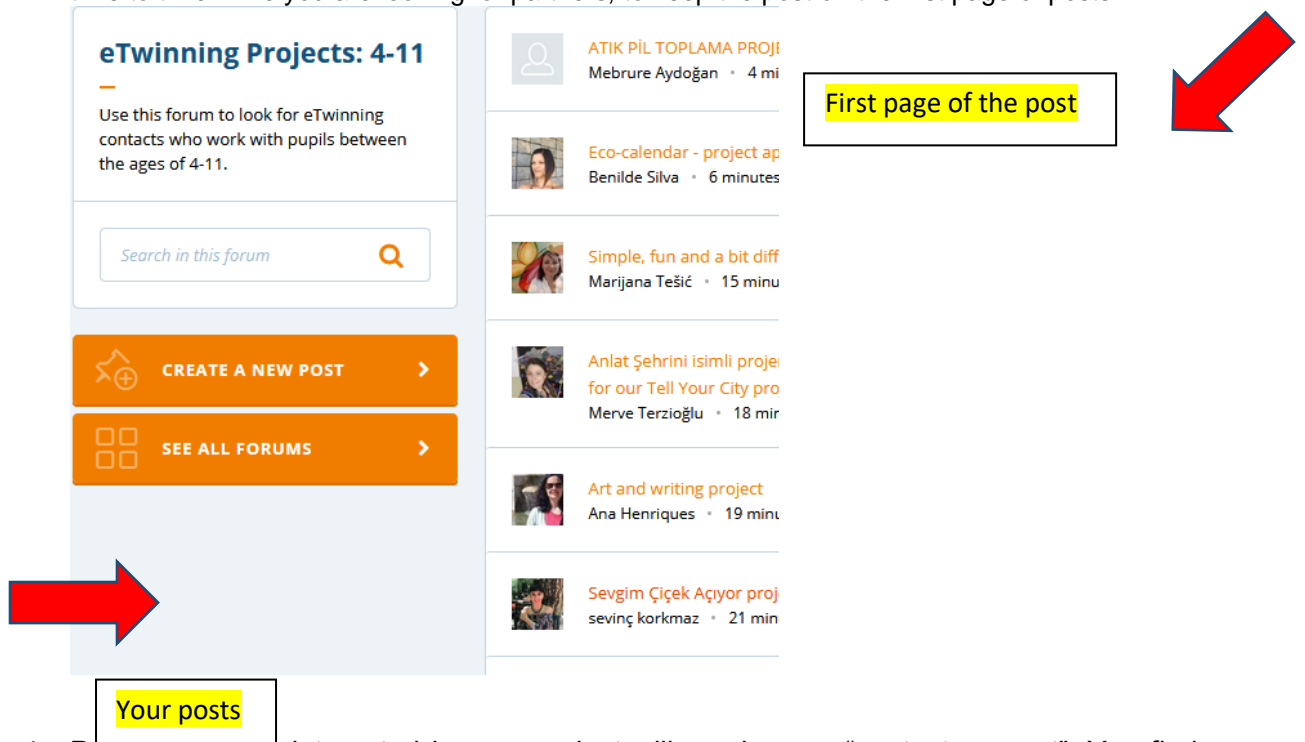 eTwinning Projects: 4-11
Use this forum to look for eTwinning
contacts who work with pupils between
the ages of 4-11.
Search in this forum
CREATE A NEW POST
SEE ALL FORUMS
ATIK PİL TOPLAMA PROJE
Mebrure Aydoğan • 4 mi
Eco-calendar - project ap
Benilde Silva • 6 minutes
Simple, fun and a bit diff
Marijana Tešić • 15 minu
Anlat Şehrini isimli proje
for our Tell Your City pro
Merve Terzioğlu • 18 mir
Art and writing project
Ana Henriques • 19 minu
Sevgim Çiçek Açıyor proj
sevinç korkmaz • 21 min
First page of the post
Your posts